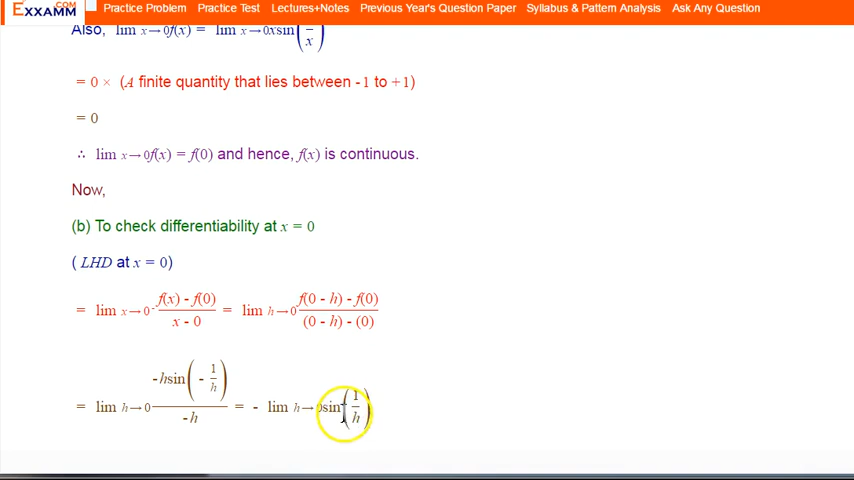 .COM
EXXAMM
Practice Problem Practice Test Lectures+Notes Previous Year's Question Paper Syllabus & Pattern Analysis Ask Any Question
Also, lim x→0f(x) = lim x→0xsin(1/x)
= 0 × (A finite quantity that lies between -1 to +1)
= 0
∴ lim x→0f(x) = f(0) and hence, f(x) is continuous.
Now,
(b) To check differentiability at x = 0
( LHD at x = 0)
= lim x→0⁻ (f(x) - f(0))/(x - 0) = lim h→0 (f(0 - h) - f(0))/((0 - h) - (0))
= lim h→0 (-hsin(-1/h))/(-h) = - lim h→0sin(1/h)